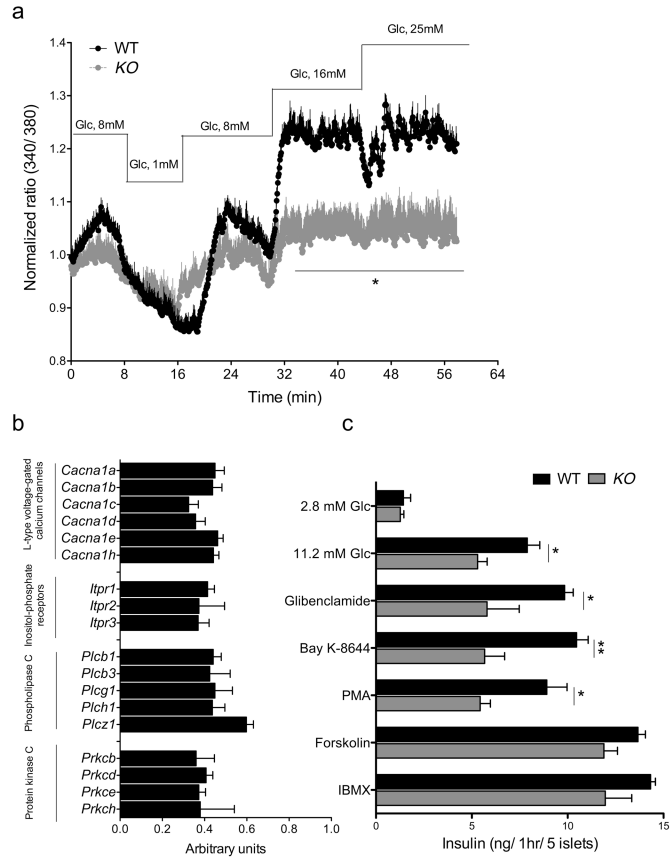 a
1.4
1.3
1.2
1.1
1.0
0.9
0.8
Normalized ratio (340/ 380)
WT
KO
Glc, 8mM
Glc, 1mM
Glc, 8mM
Glc, 16mM
Glc, 25mM
*
0 8 16 24 32 40 48 56 64
Time (min)
b
L-type voltage-gated
calcium channels
Cacna1a
Cacna1b
Cacna1c
Cacna1d
Cacna1e
Cacna1h
Inositol-phosphate
receptors
Itpr1
Itpr2
Itpr3
Phospholipase C
Plcb1
Plcb3
Plcg1
Plch1
Plcz1
Protein kinase C
Prkcb
Prkcd
Prkce
Prkch
0.0 0.2 0.4 0.6 0.8 1.0
Arbitrary units
c
WT KO
2.8 mM Glc
11.2 mM Glc
*
Glibenclamide
*
Bay K-8644
**
PMA
*
Forskolin
IBMX
0 5 10 15
Insulin (ng/ 1hr/ 5 islets)